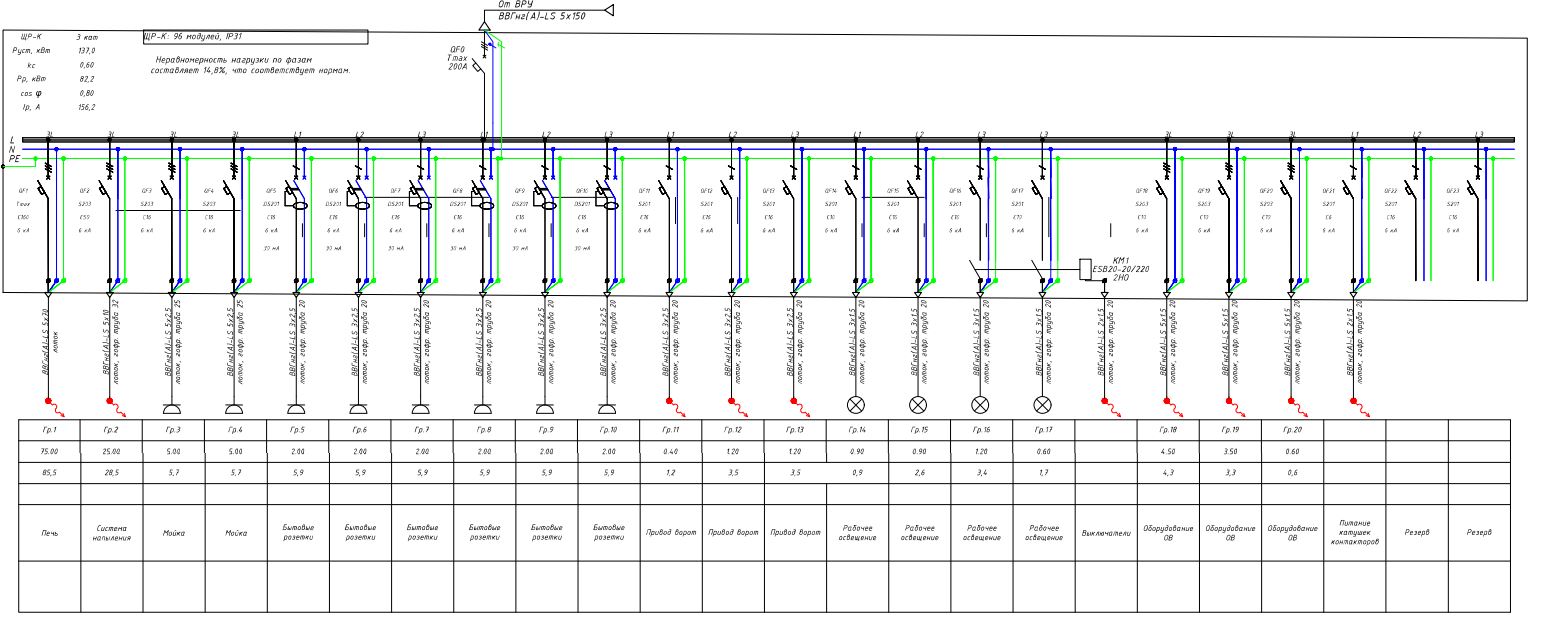 От ВРУ
ВВГнг(А)-LS 5x150
ЩР-К 3 кат
Руст, кВт 137,0
kc 0,60
Рр, кВт 82,2
cos φ 0,80
Iр, А 156,2
ЩР-К: 96 модулей, IP31
Неравномерность нагрузки по фазам
составляет 14,8%, что соответствует нормам.
QF0
Tmax
200А
L 3L 3L 3L 3L L1 L2 L3 L1 L2 L3 L1 L2 L3 L1 L2 L3 L3 3L 3L 3L L1 L2 L3
N
PE
QF1 QF2 QF3 QF4 QF5 QF6 QF7 QF8 QF9 QF10 QF11 QF12 QF13 QF14 QF15 QF16 QF17 QF18 QF19 QF20 QF21 QF22 QF23
Tmax S203 S203 S203 DS201 DS201 DS201 DS201 DS201 DS201 S201 S201 S201 S201 S201 S201 S201 S203 S203 S203 S201 S201 S201
C160 C50 C16 C16 C16 C16 C16 C16 C16 C16 C16 C16 C16 C10 C10 C10 C10 C10 C10 C10 C6 C16 C16
6 кА 6 кА 6 кА 6 кА 6 кА 6 кА 6 кА 6 кА 6 кА 6 кА 6 кА 6 кА 6 кА 6 кА 6 кА 6 кА 6 кА 6 кА 6 кА 6 кА 6 кА 6 кА 6 кА
30 мА 30 мА 30 мА 30 мА 30 мА 30 мА
КМ1
ESB20-20/220
2НО
ВВГнг(А)-LS 5x70
лоток
ВВГнг(А)-LS 5x10
лоток, гофр. труба 32
ВВГнг(А)-LS 5x2,5
лоток, гофр. труба 25
ВВГнг(А)-LS 5x2,5
лоток, гофр. труба 25
ВВГнг(А)-LS 3x2,5
лоток, гофр. труба 20
ВВГнг(А)-LS 3x2,5
лоток, гофр. труба 20
ВВГнг(А)-LS 3x2,5
лоток, гофр. труба 20
ВВГнг(А)-LS 3x2,5
лоток, гофр. труба 20
ВВГнг(А)-LS 3x2,5
лоток, гофр. труба 20
ВВГнг(А)-LS 3x2,5
лоток, гофр. труба 20
ВВГнг(А)-LS 3x2,5
лоток, гофр. труба 20
ВВГнг(А)-LS 3x2,5
лоток, гофр. труба 20
ВВГнг(А)-LS 3x2,5
лоток, гофр. труба 20
ВВГнг(А)-LS 3x1,5
лоток, гофр. труба 20
ВВГнг(А)-LS 3x1,5
лоток, гофр. труба 20
ВВГнг(А)-LS 3x1,5
лоток, гофр. труба 20
ВВГнг(А)-LS 3x1,5
лоток, гофр. труба 20
ВВГнг(А)-LS 2x1,5
лоток, гофр. труба 20
ВВГнг(А)-LS 5x1,5
лоток, гофр. труба 20
ВВГнг(А)-LS 5x1,5
лоток, гофр. труба 20
ВВГнг(А)-LS 5x1,5
лоток, гофр. труба 20
ВВГнг(А)-LS 2x1,5
лоток, гофр. труба 20
Гр.1 Гр.2 Гр.3 Гр.4 Гр.5 Гр.6 Гр.7 Гр.8 Гр.9 Гр.10 Гр.11 Гр.12 Гр.13 Гр.14 Гр.15 Гр.16 Гр.17 Гр.18 Гр.19 Гр.20
75.00 25.00 5.00 5.00 2.00 2.00 2.00 2.00 2.00 2.00 0.40 1.20 1.20 0.90 0.90 1.20 0.60 4.50 3.50 0.60
85,5 28,5 5,7 5,7 5,9 5,9 5,9 5,9 5,9 5,9 1,2 3,5 3,5 0,9 2,6 3,4 1,7 4,3 3,3 0,6
Печь
Система
напыления
Мойка
Мойка
Бытовые
розетки
Бытовые
розетки
Бытовые
розетки
Бытовые
розетки
Бытовые
розетки
Бытовые
розетки
Привод ворот
Привод ворот
Привод ворот
Рабочее
освещение
Рабочее
освещение
Рабочее
освещение
Рабочее
освещение
Выключатели
Оборудование
ОВ
Оборудование
ОВ
Оборудование
ОВ
Питание
катушек
контакторов
Резерв
Резерв